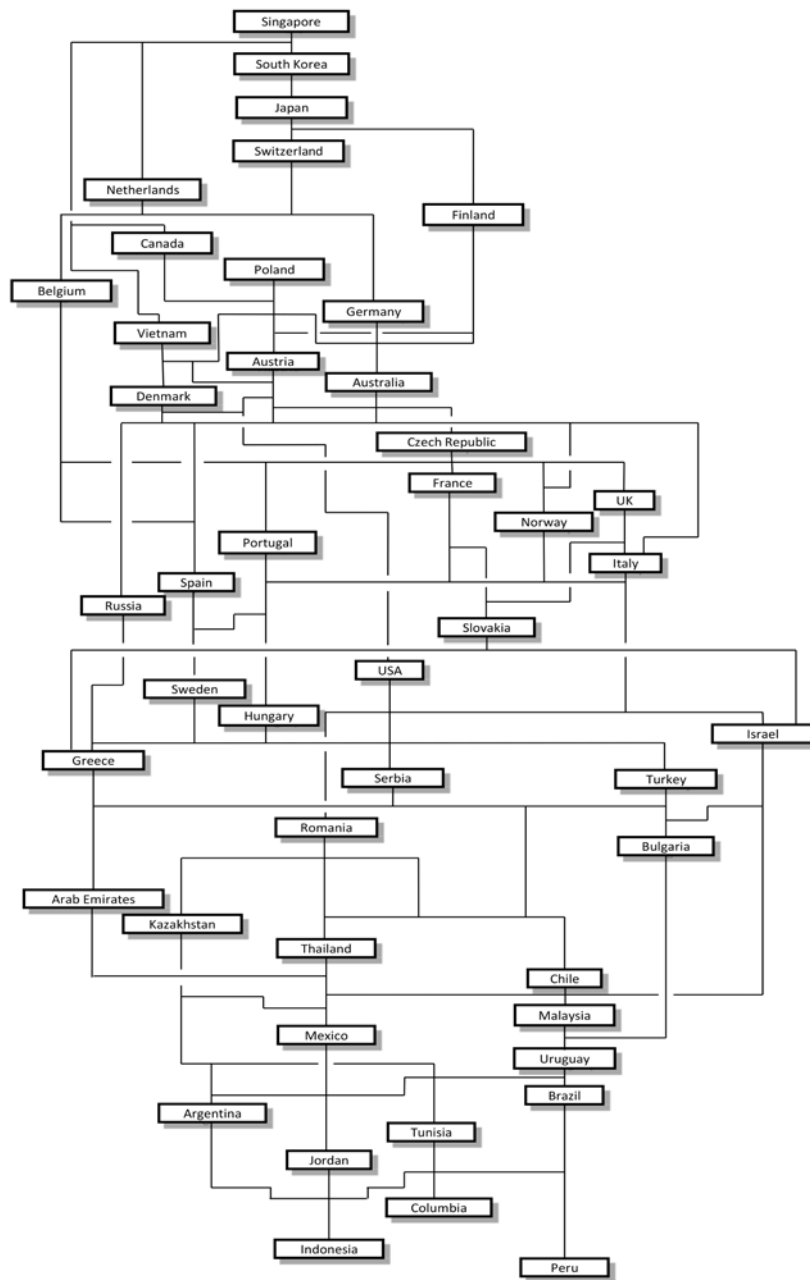 Singapore
South Korea
Japan
Switzerland
Netherlands
Finland
Canada
Poland
Belgium
Germany
Vietnam
Austria
Australia
Denmark
Czech Republic
France
UK
Norway
Portugal
Italy
Spain
Russia
Slovakia
USA
Sweden
Hungary
Israel
Greece
Serbia
Turkey
Romania
Bulgaria
Arab Emirates
Kazakhstan
Thailand
Chile
Malaysia
Mexico
Uruguay
Brazil
Argentina
Tunisia
Jordan
Columbia
Indonesia
Peru